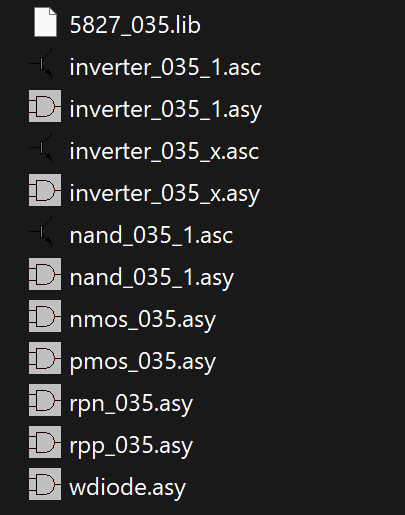 5827_035.lib
inverter_035_1.asc
inverter_035_1.asy
inverter_035_x.asc
inverter_035_x.asy
nand_035_1.asc
nand_035_1.asy
nmos_035.asy
pmos_035.asy
rpn_035.asy
rpp_035.asy
wdiode.asy